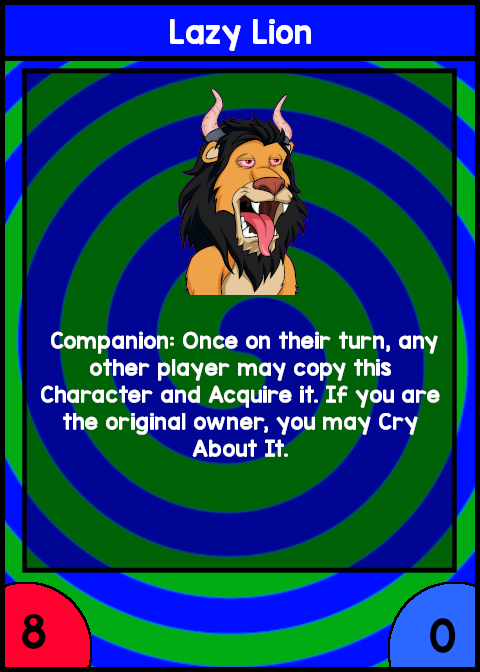 Lazy Lion
Companion: Once on their turn, any
other player may copy this
Character and Acquire it. If you are
the original owner, you may Cry
About It.
8
0